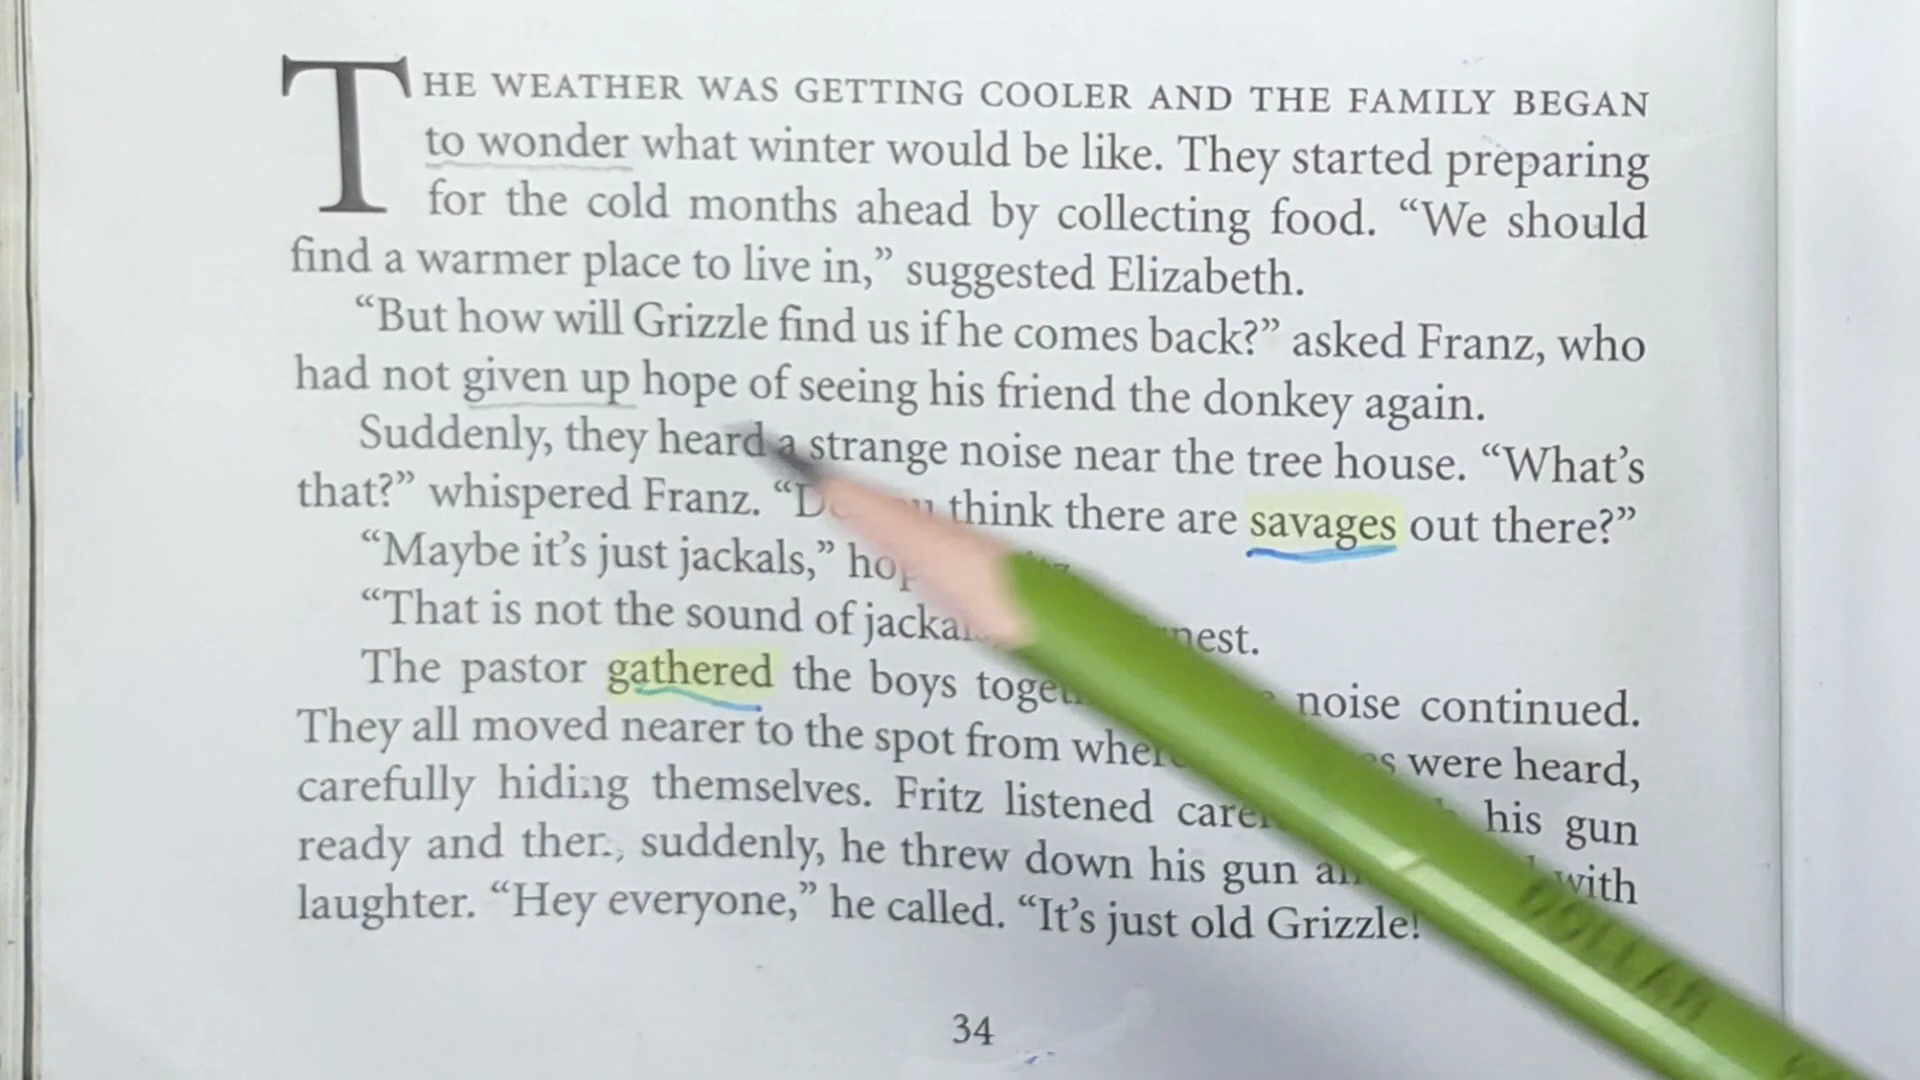 THE WEATHER WAS GETTING COOLER AND THE FAMILY BEGAN
to wonder what winter would be like. They started preparing
for the cold months ahead by collecting food. “We should
find a warmer place to live in,” suggested Elizabeth.
“But how will Grizzle find us if he comes back?” asked Franz, who
had not given up hope of seeing his friend the donkey again.
Suddenly, they heard a strange noise near the tree house. “What’s
that?” whispered Franz. “ think there are savages out there?”
“Maybe it’s just jackals,”
“That is not the sound of
The pastor gathered the boys noise continued.
They all moved nearer to the spot from were heard,
carefully hiding themselves. Fritz listened his gun
ready and then, suddenly, he threw down his gun with
laughter. “Hey everyone,” he called. “It’s just old Grizzle!
34